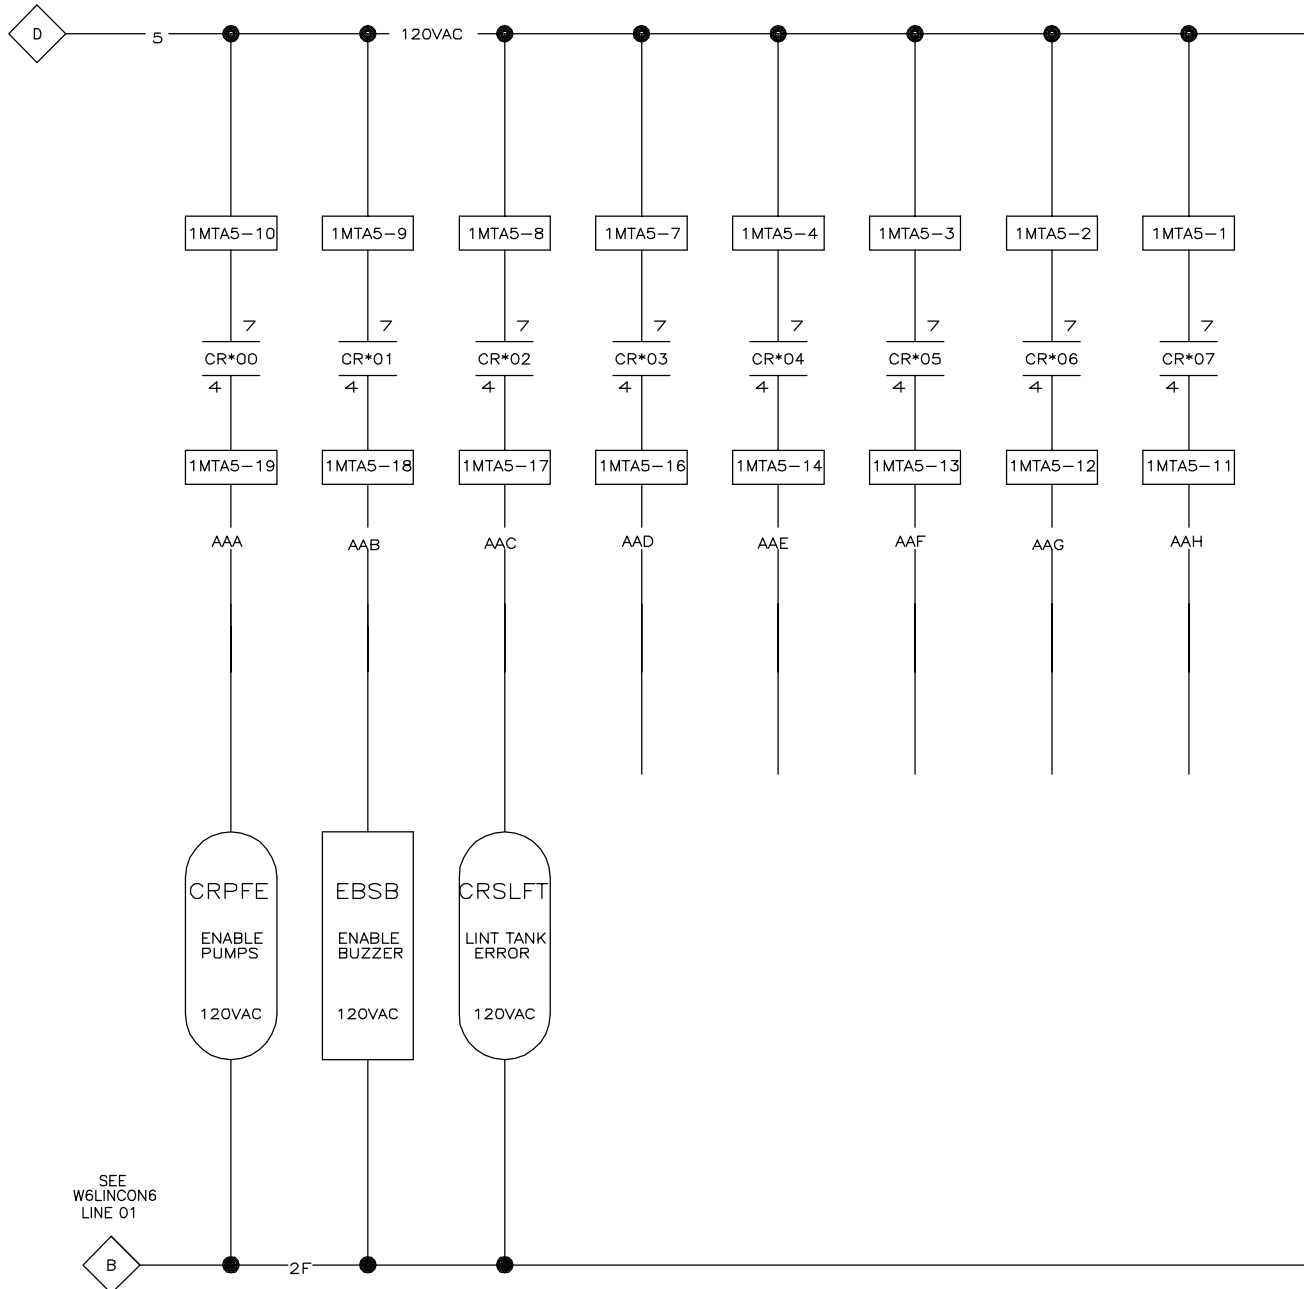 D 5 120VAC
1MTA5-10 1MTA5-9 1MTA5-8 1MTA5-7 1MTA5-4 1MTA5-3 1MTA5-2 1MTA5-1
7 7 7 7 7 7 7 7
CR*00 CR*01 CR*02 CR*03 CR*04 CR*05 CR*06 CR*07
4 4 4 4 4 4 4 4
1MTA5-19 1MTA5-18 1MTA5-17 1MTA5-16 1MTA5-14 1MTA5-13 1MTA5-12 1MTA5-11
AAA AAB AAC AAD AAE AAF AAG AAH
CRPFE
ENABLE
PUMPS
120VAC
EBSB
ENABLE
BUZZER
120VAC
CRSLFT
LINT TANK
ERROR
120VAC
SEE
W6LINCON6
LINE 01
B 2F